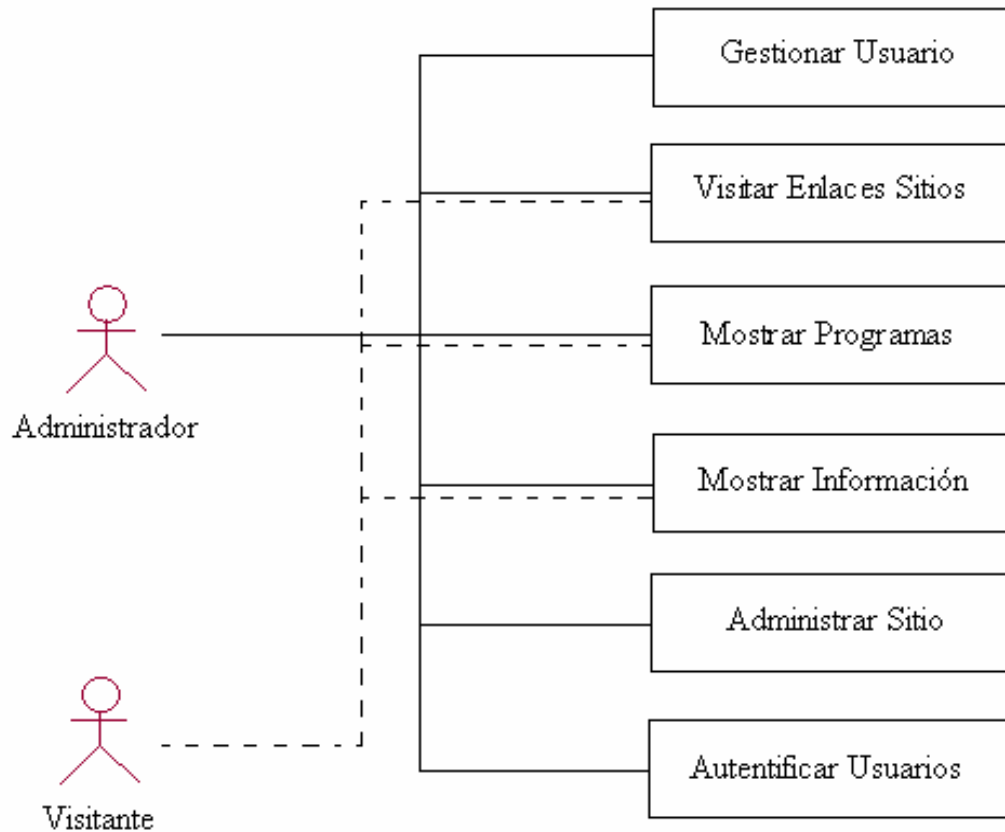 Gestionar Usuario
Visitar Enlaces Sitios
Mostrar Programas
Administrador
Mostrar Información
Administrar Sitio
Autentificar Usuarios
Visitante